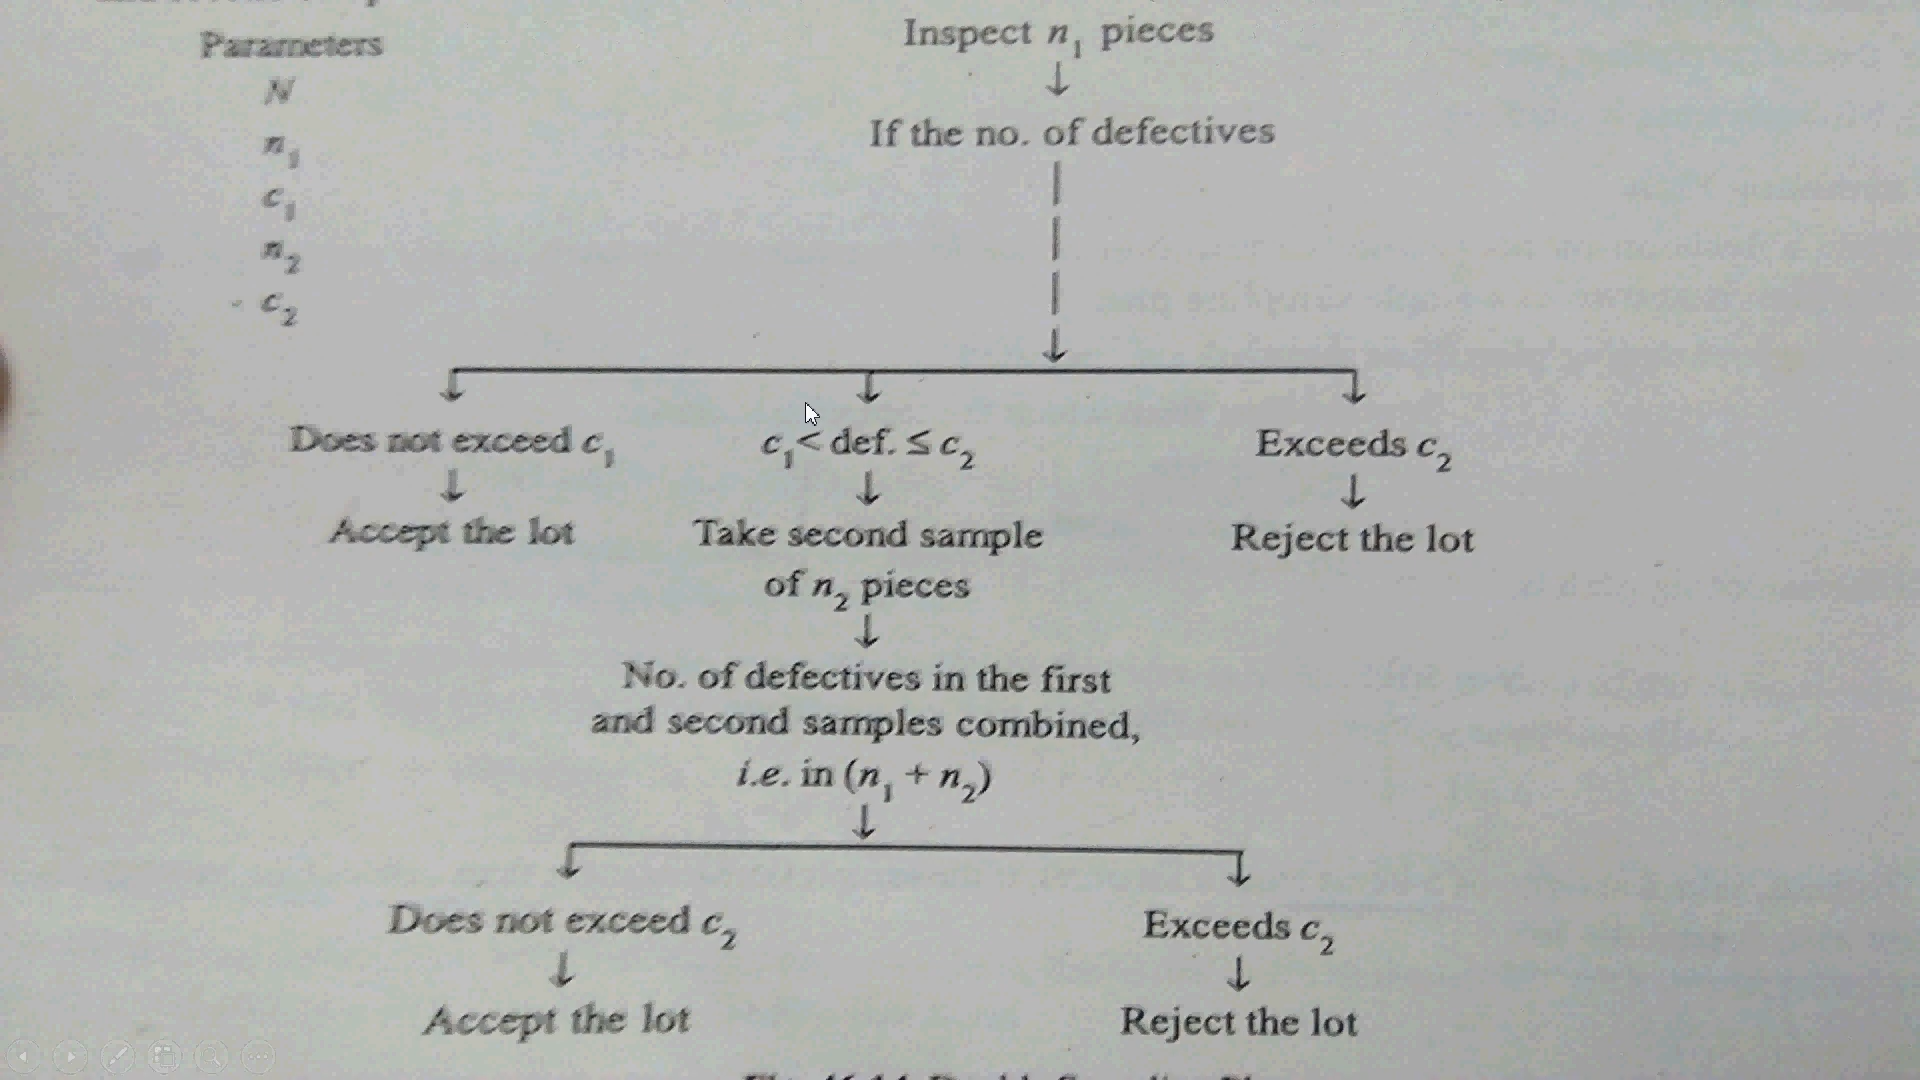 Parameters
N
n1
c1
n2
c2
Inspect n1 pieces
If the no. of defectives
Does not exceed c1
c1 < def. ≤ c2
Exceeds c2
Accept the lot
Take second sample
of n2 pieces
Reject the lot
No. of defectives in the first
and second samples combined,
i.e. in (n1 + n2)
Does not exceed c2
Exceeds c2
Accept the lot
Reject the lot